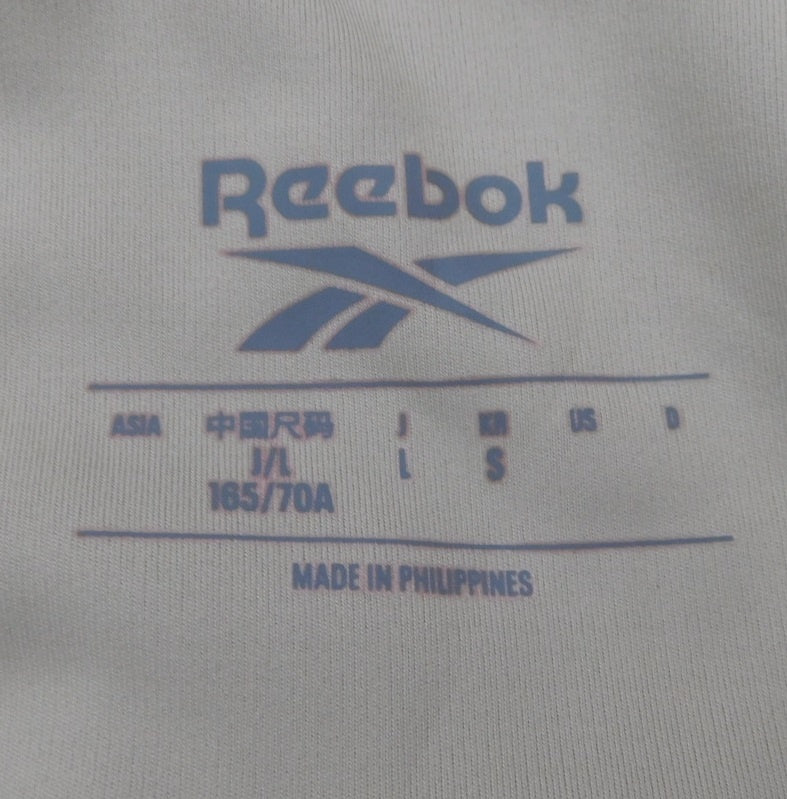 Reebok
ASIA 中国尺码 J KR US D
J/L L S
165/70A
MADE IN PHILIPPINES